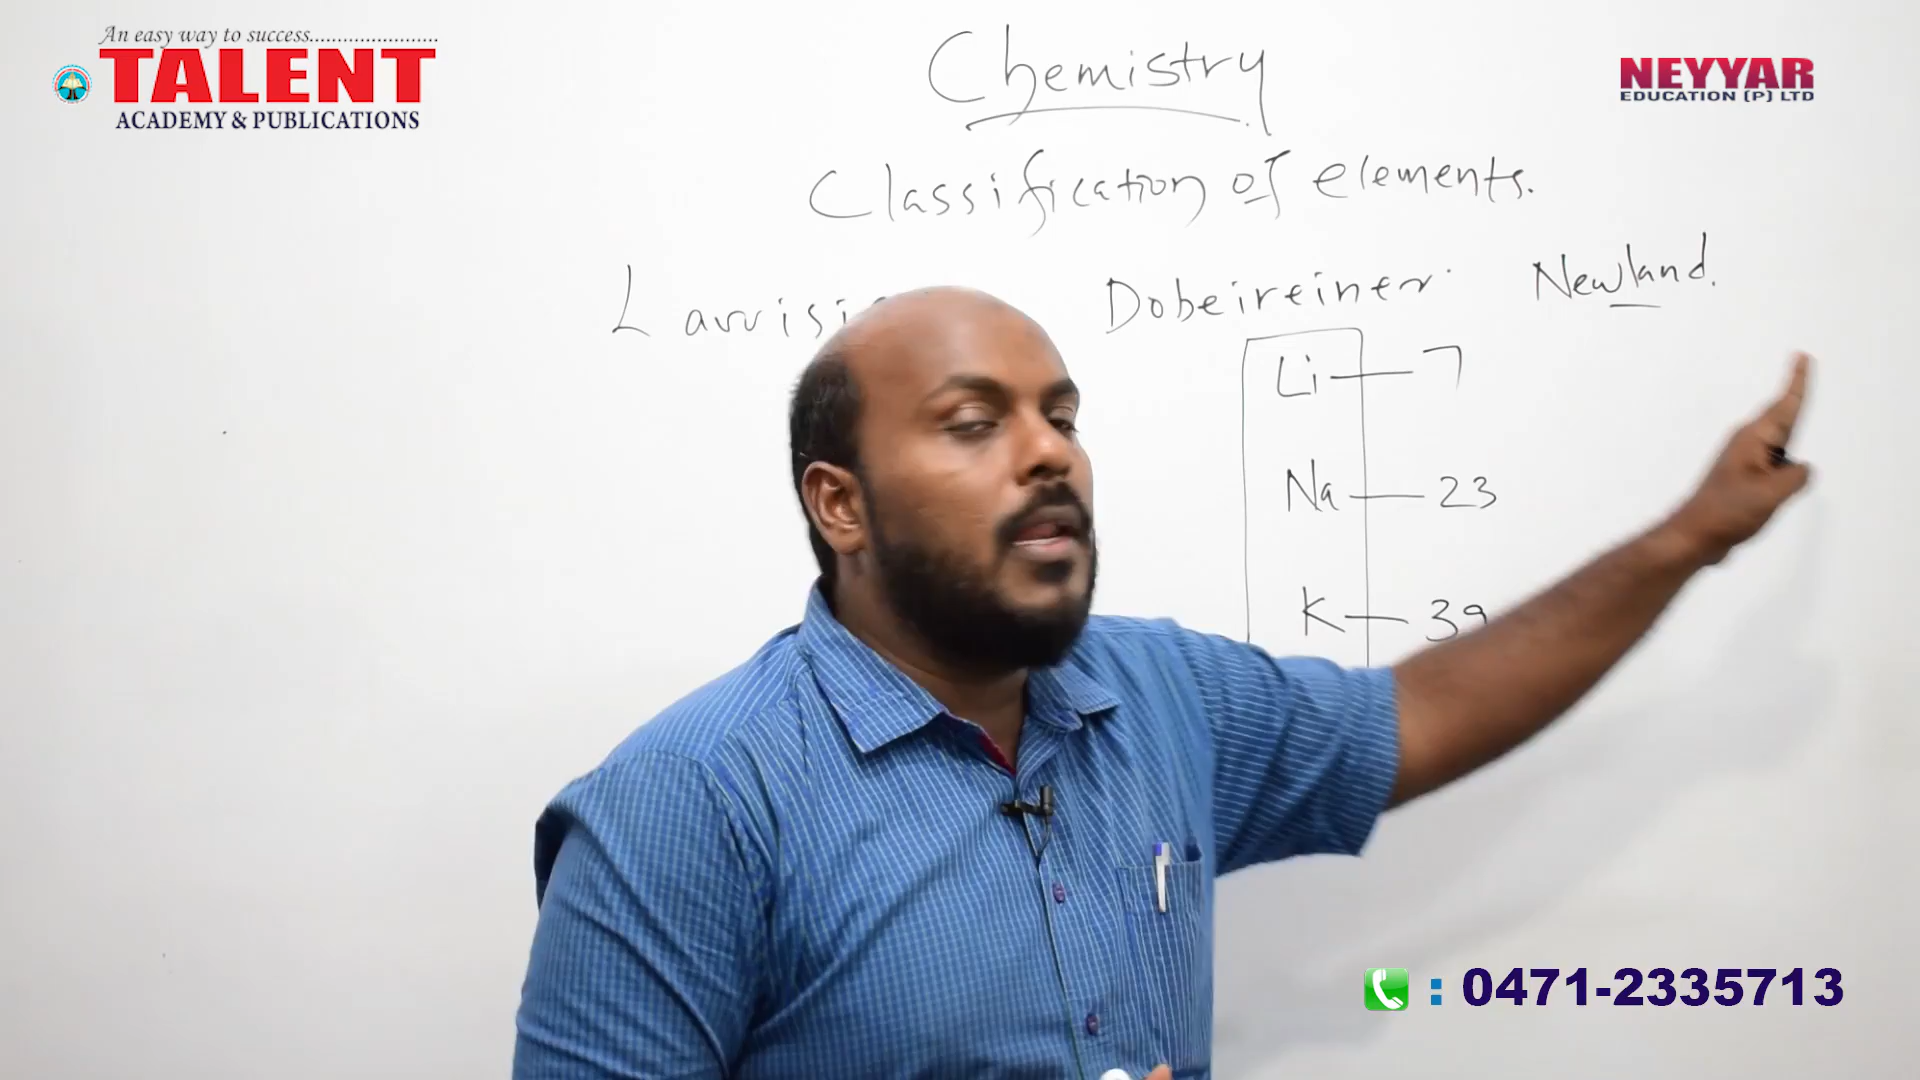 An easy way to success.......................
TALENT
ACADEMY & PUBLICATIONS
NEYYAR
EDUCATION (P) LTD
Chemistry
Classification of elements.
Dobeireiner.
Newland.
Li — 7
Na — 23
K — 39
: 0471-2335713